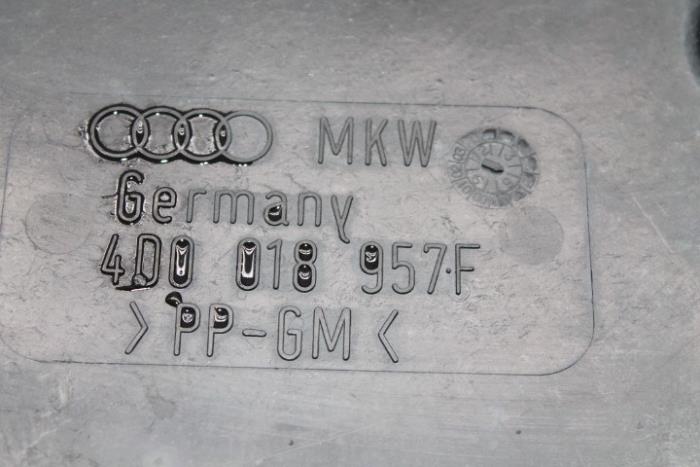 MKW
Germany
4D0 018 957·F
>PP-GM<